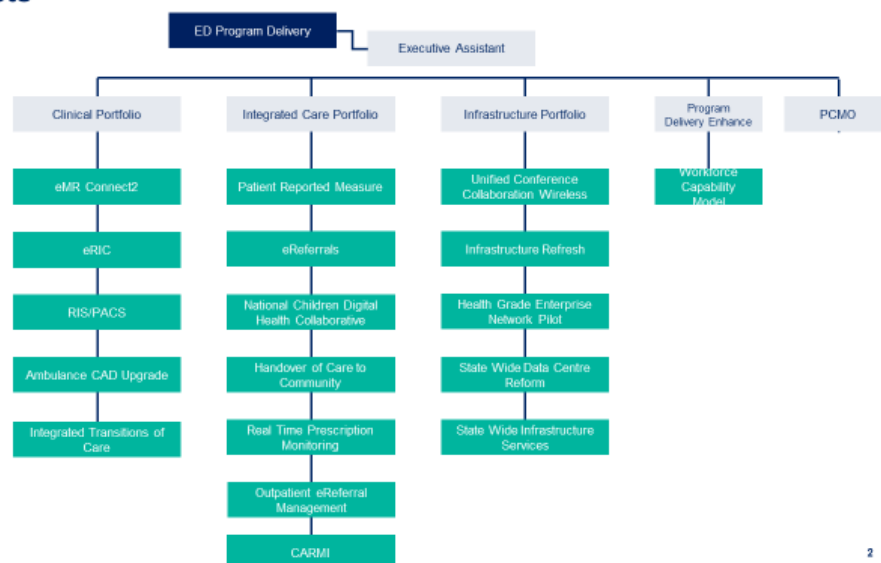 ED Program Delivery
Executive Assistant
Clinical Portfolio
Integrated Care Portfolio
Infrastructure Portfolio
Program
Delivery Enhance
PCMO
eMR Connect2
Patient Reported Measure
Unified Conference
Collaboration Wireless
Workforce
Capability
Model
eRIC
eReferrals
Infrastructure Refresh
RIS/PACS
National Children Digital
Health Collaborative
Health Grade Enterprise
Network Pilot
Ambulance CAD Upgrade
Handover of Care to
Community
State Wide Data Centre
Reform
Integrated Transitions of
Care
Real Time Prescription
Monitoring
State Wide Infrastructure
Services
Outpatient eReferral
Management
CARMI
2